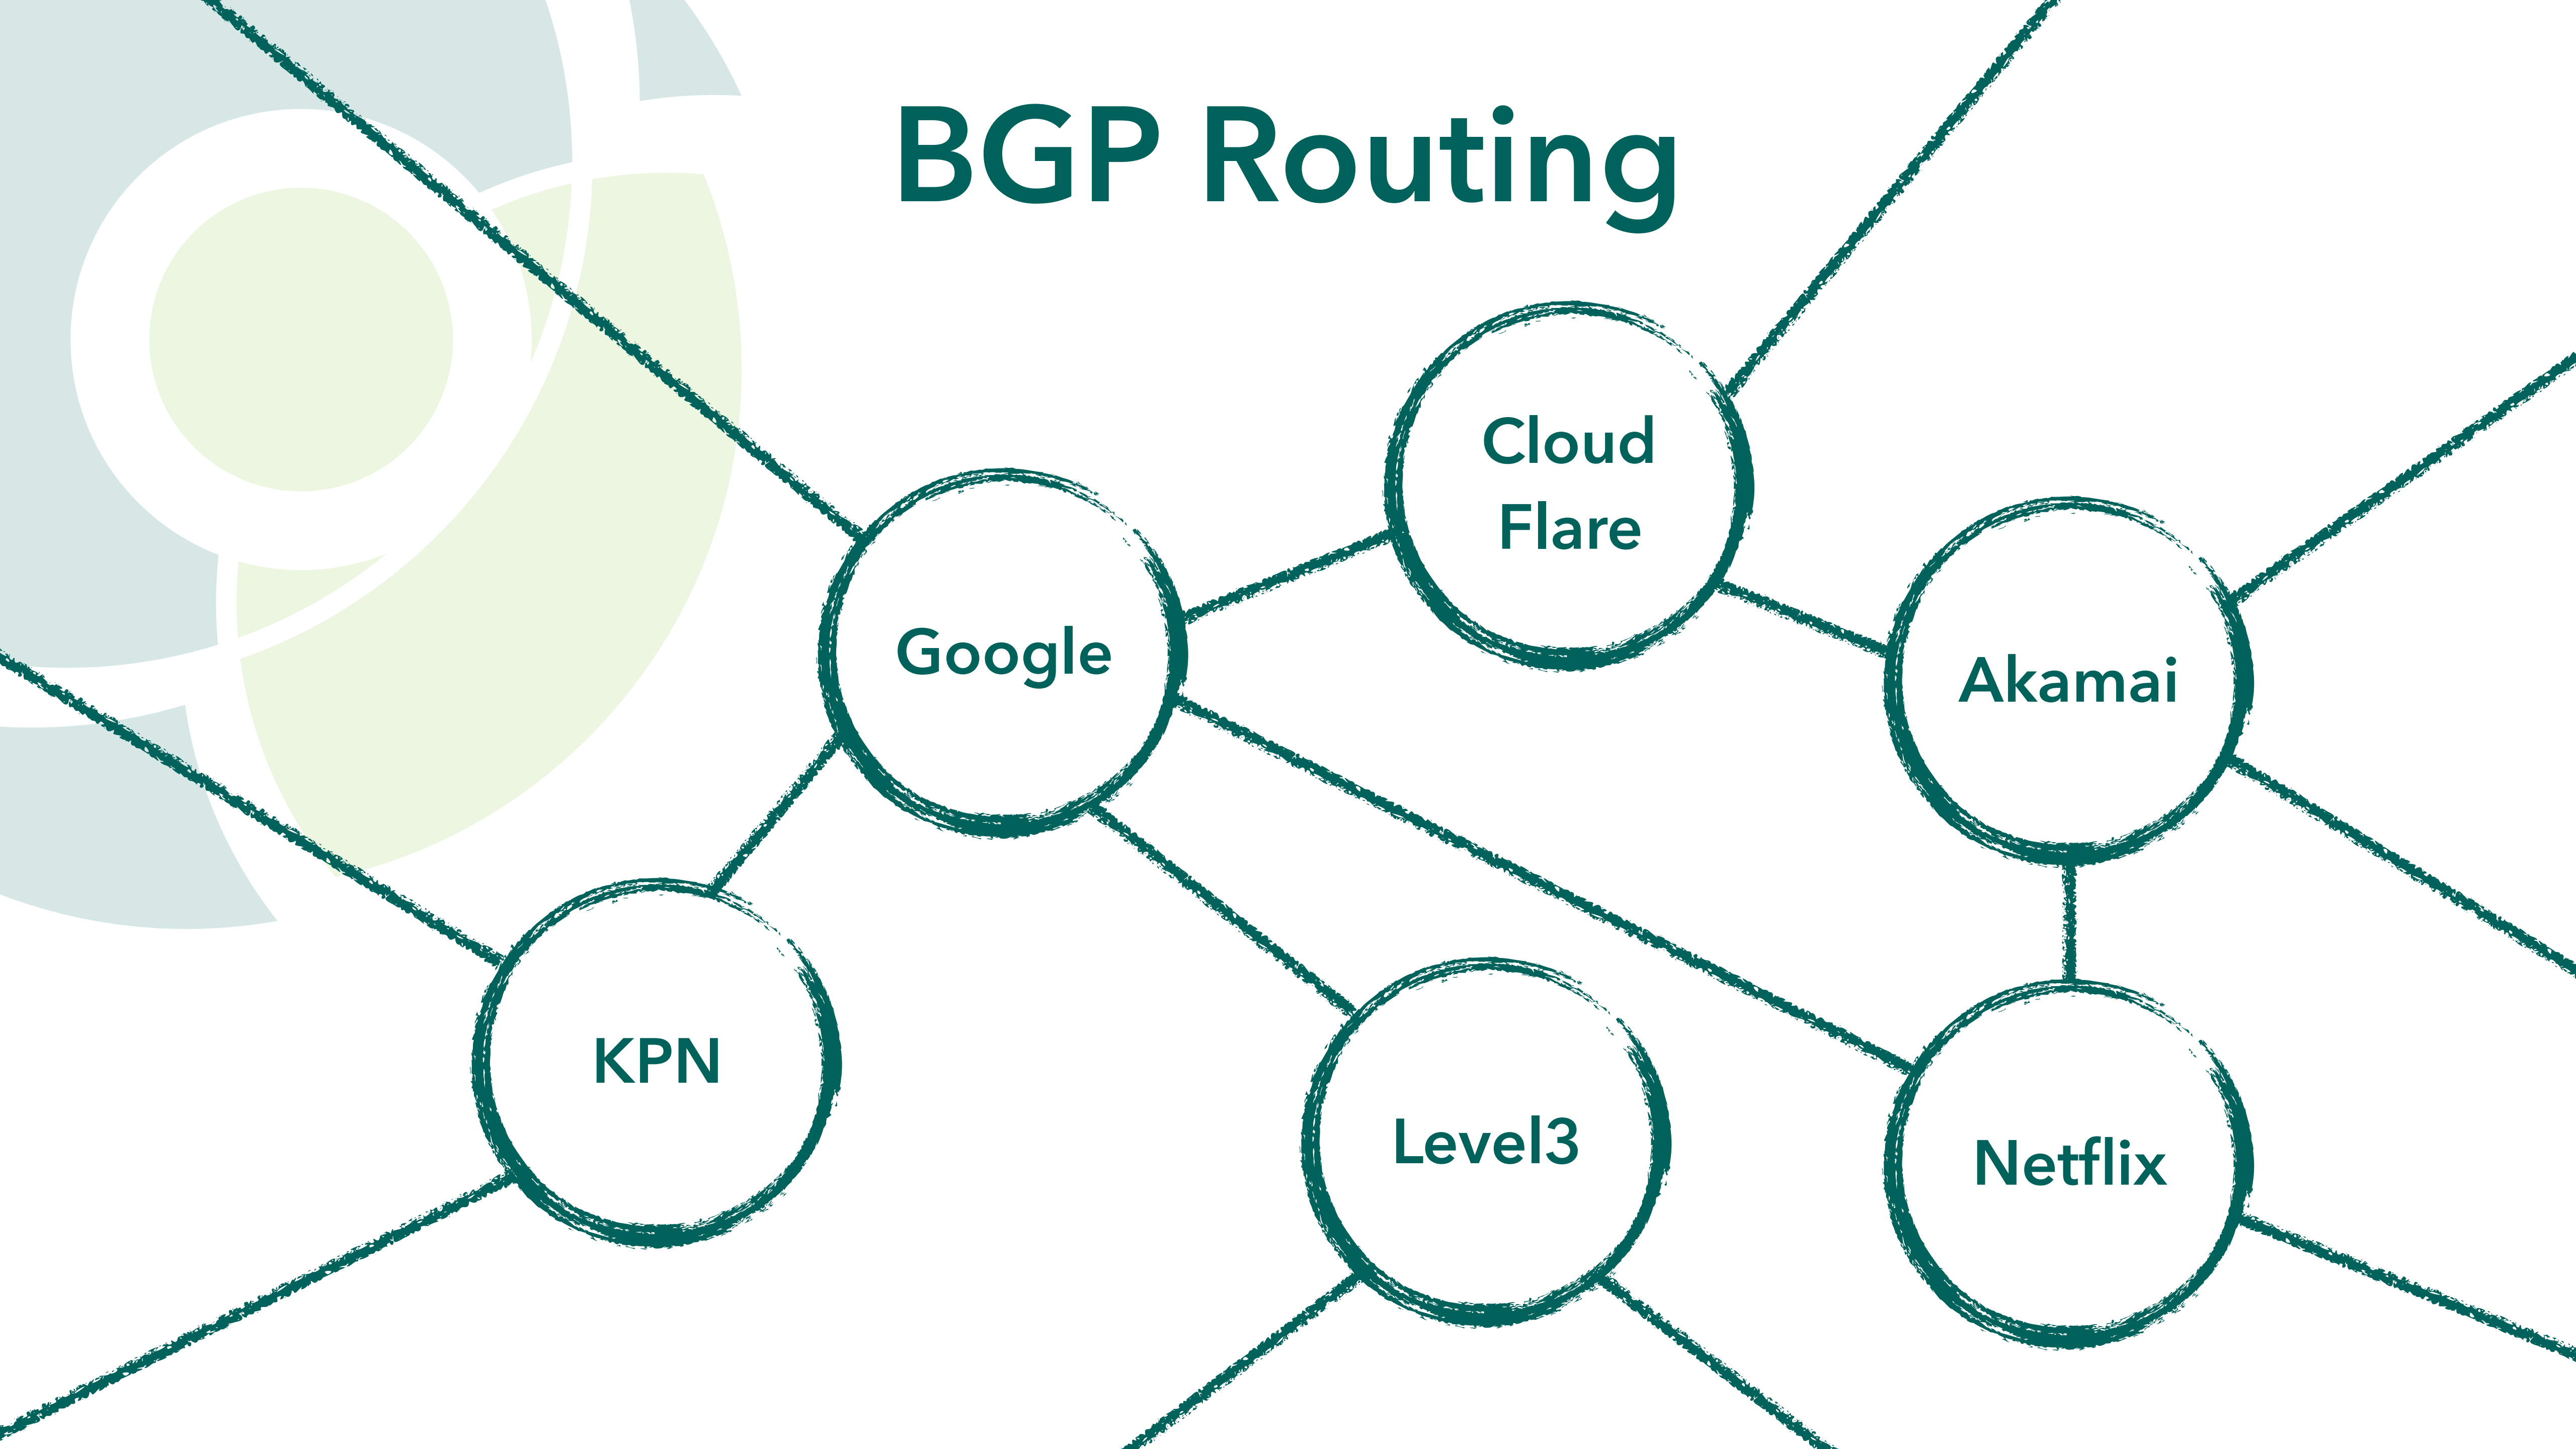 BGP Routing
Cloud
Flare
Google
Akamai
KPN
Level3
Netflix